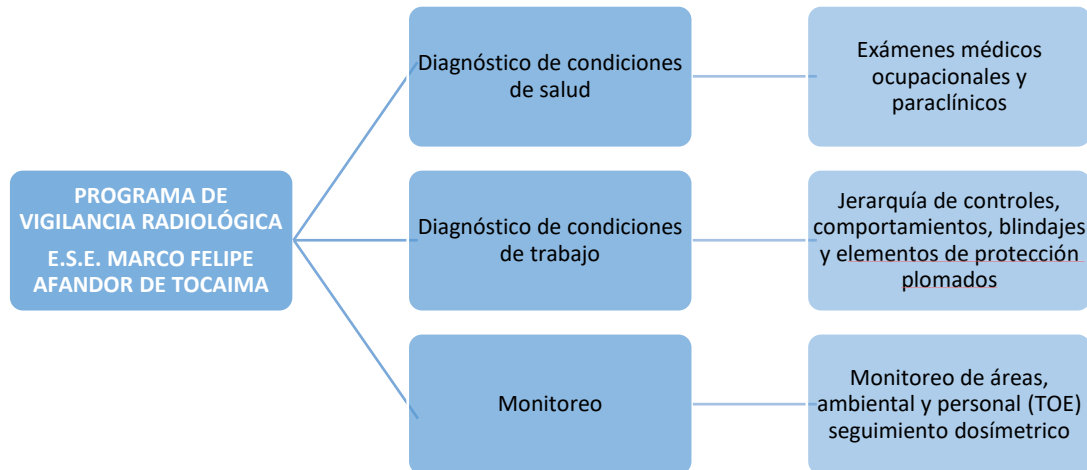 PROGRAMA DE
VIGILANCIA RADIOLÓGICA
E.S.E. MARCO FELIPE
AFANDOR DE TOCAIMA
Diagnóstico de condiciones
de salud
Exámenes médicos
ocupacionales y
paraclínicos
Diagnóstico de condiciones
de trabajo
Jerarquía de controles,
comportamientos, blindajes
y elementos de protección
plomados
Monitoreo
Monitoreo de áreas,
ambiental y personal (TOE)
seguimiento dosímetrico